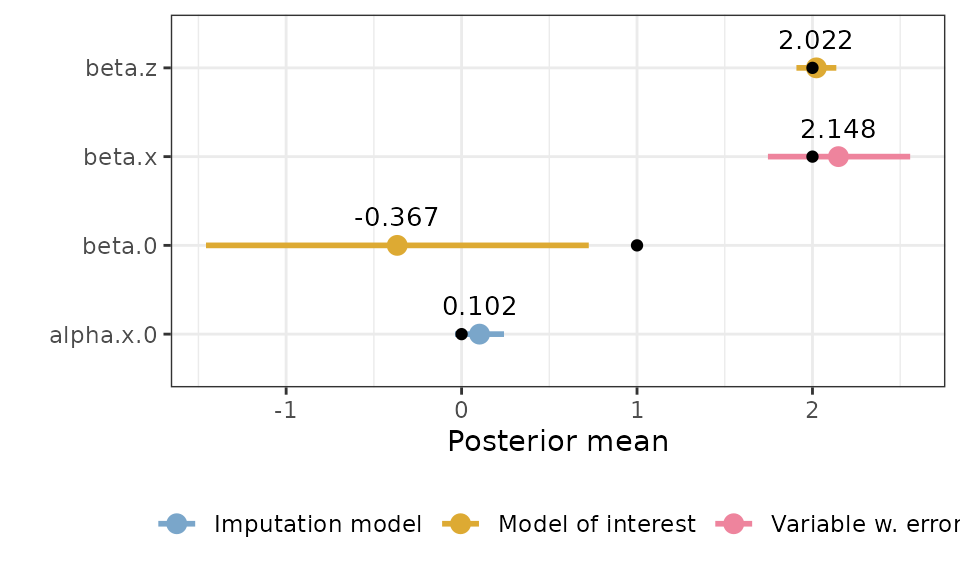 2.022
beta.z
2.148
beta.x
-0.367
beta.0
0.102
alpha.x.0
-1 0 1 2
Posterior mean
Imputation model Model of interest Variable w. error